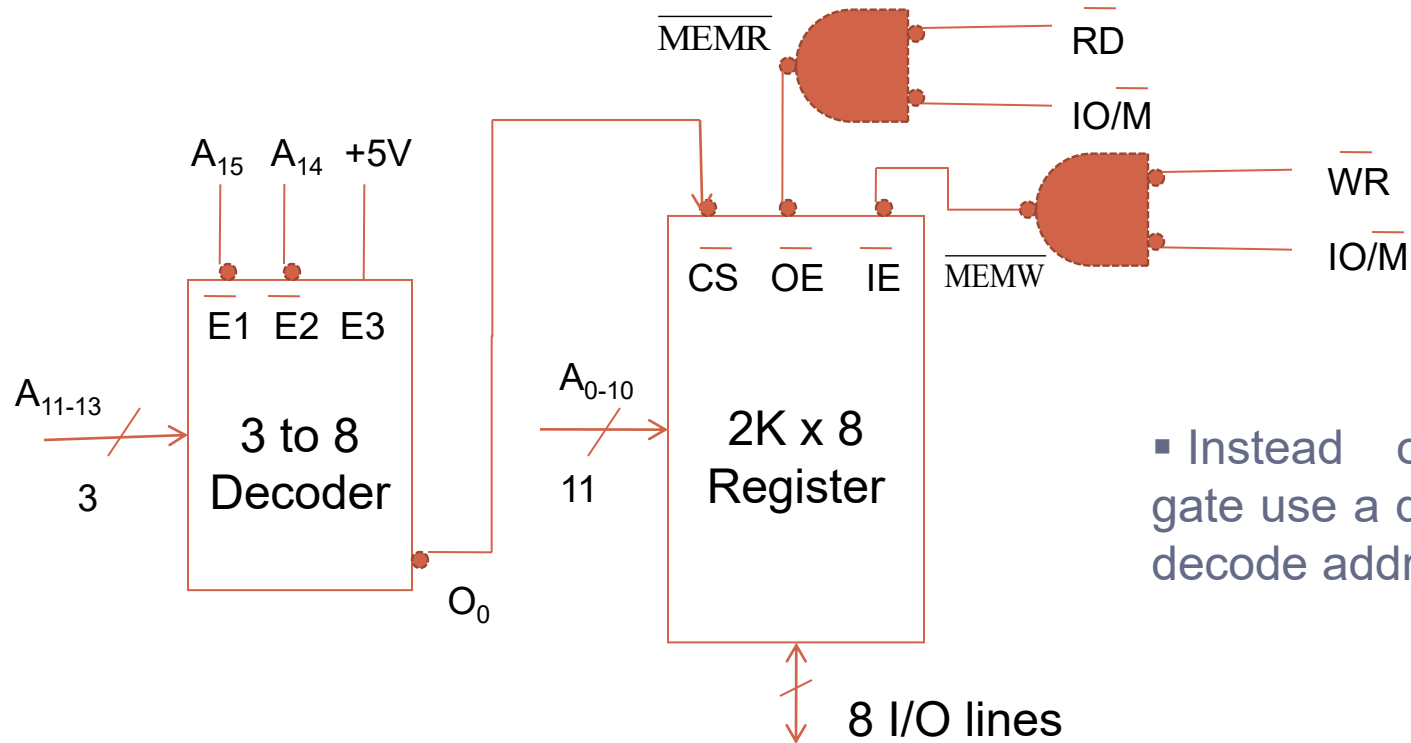 MEMR
RD
IO/M
A15 A14 +5V
WR
IO/M
CS OE IE
MEMW
E1 E2 E3
A11-13
3
3 to 8
Decoder
O0
A0-10
11
2K x 8
Register
8 I/O lines
▪ Instead
gate use a
decode